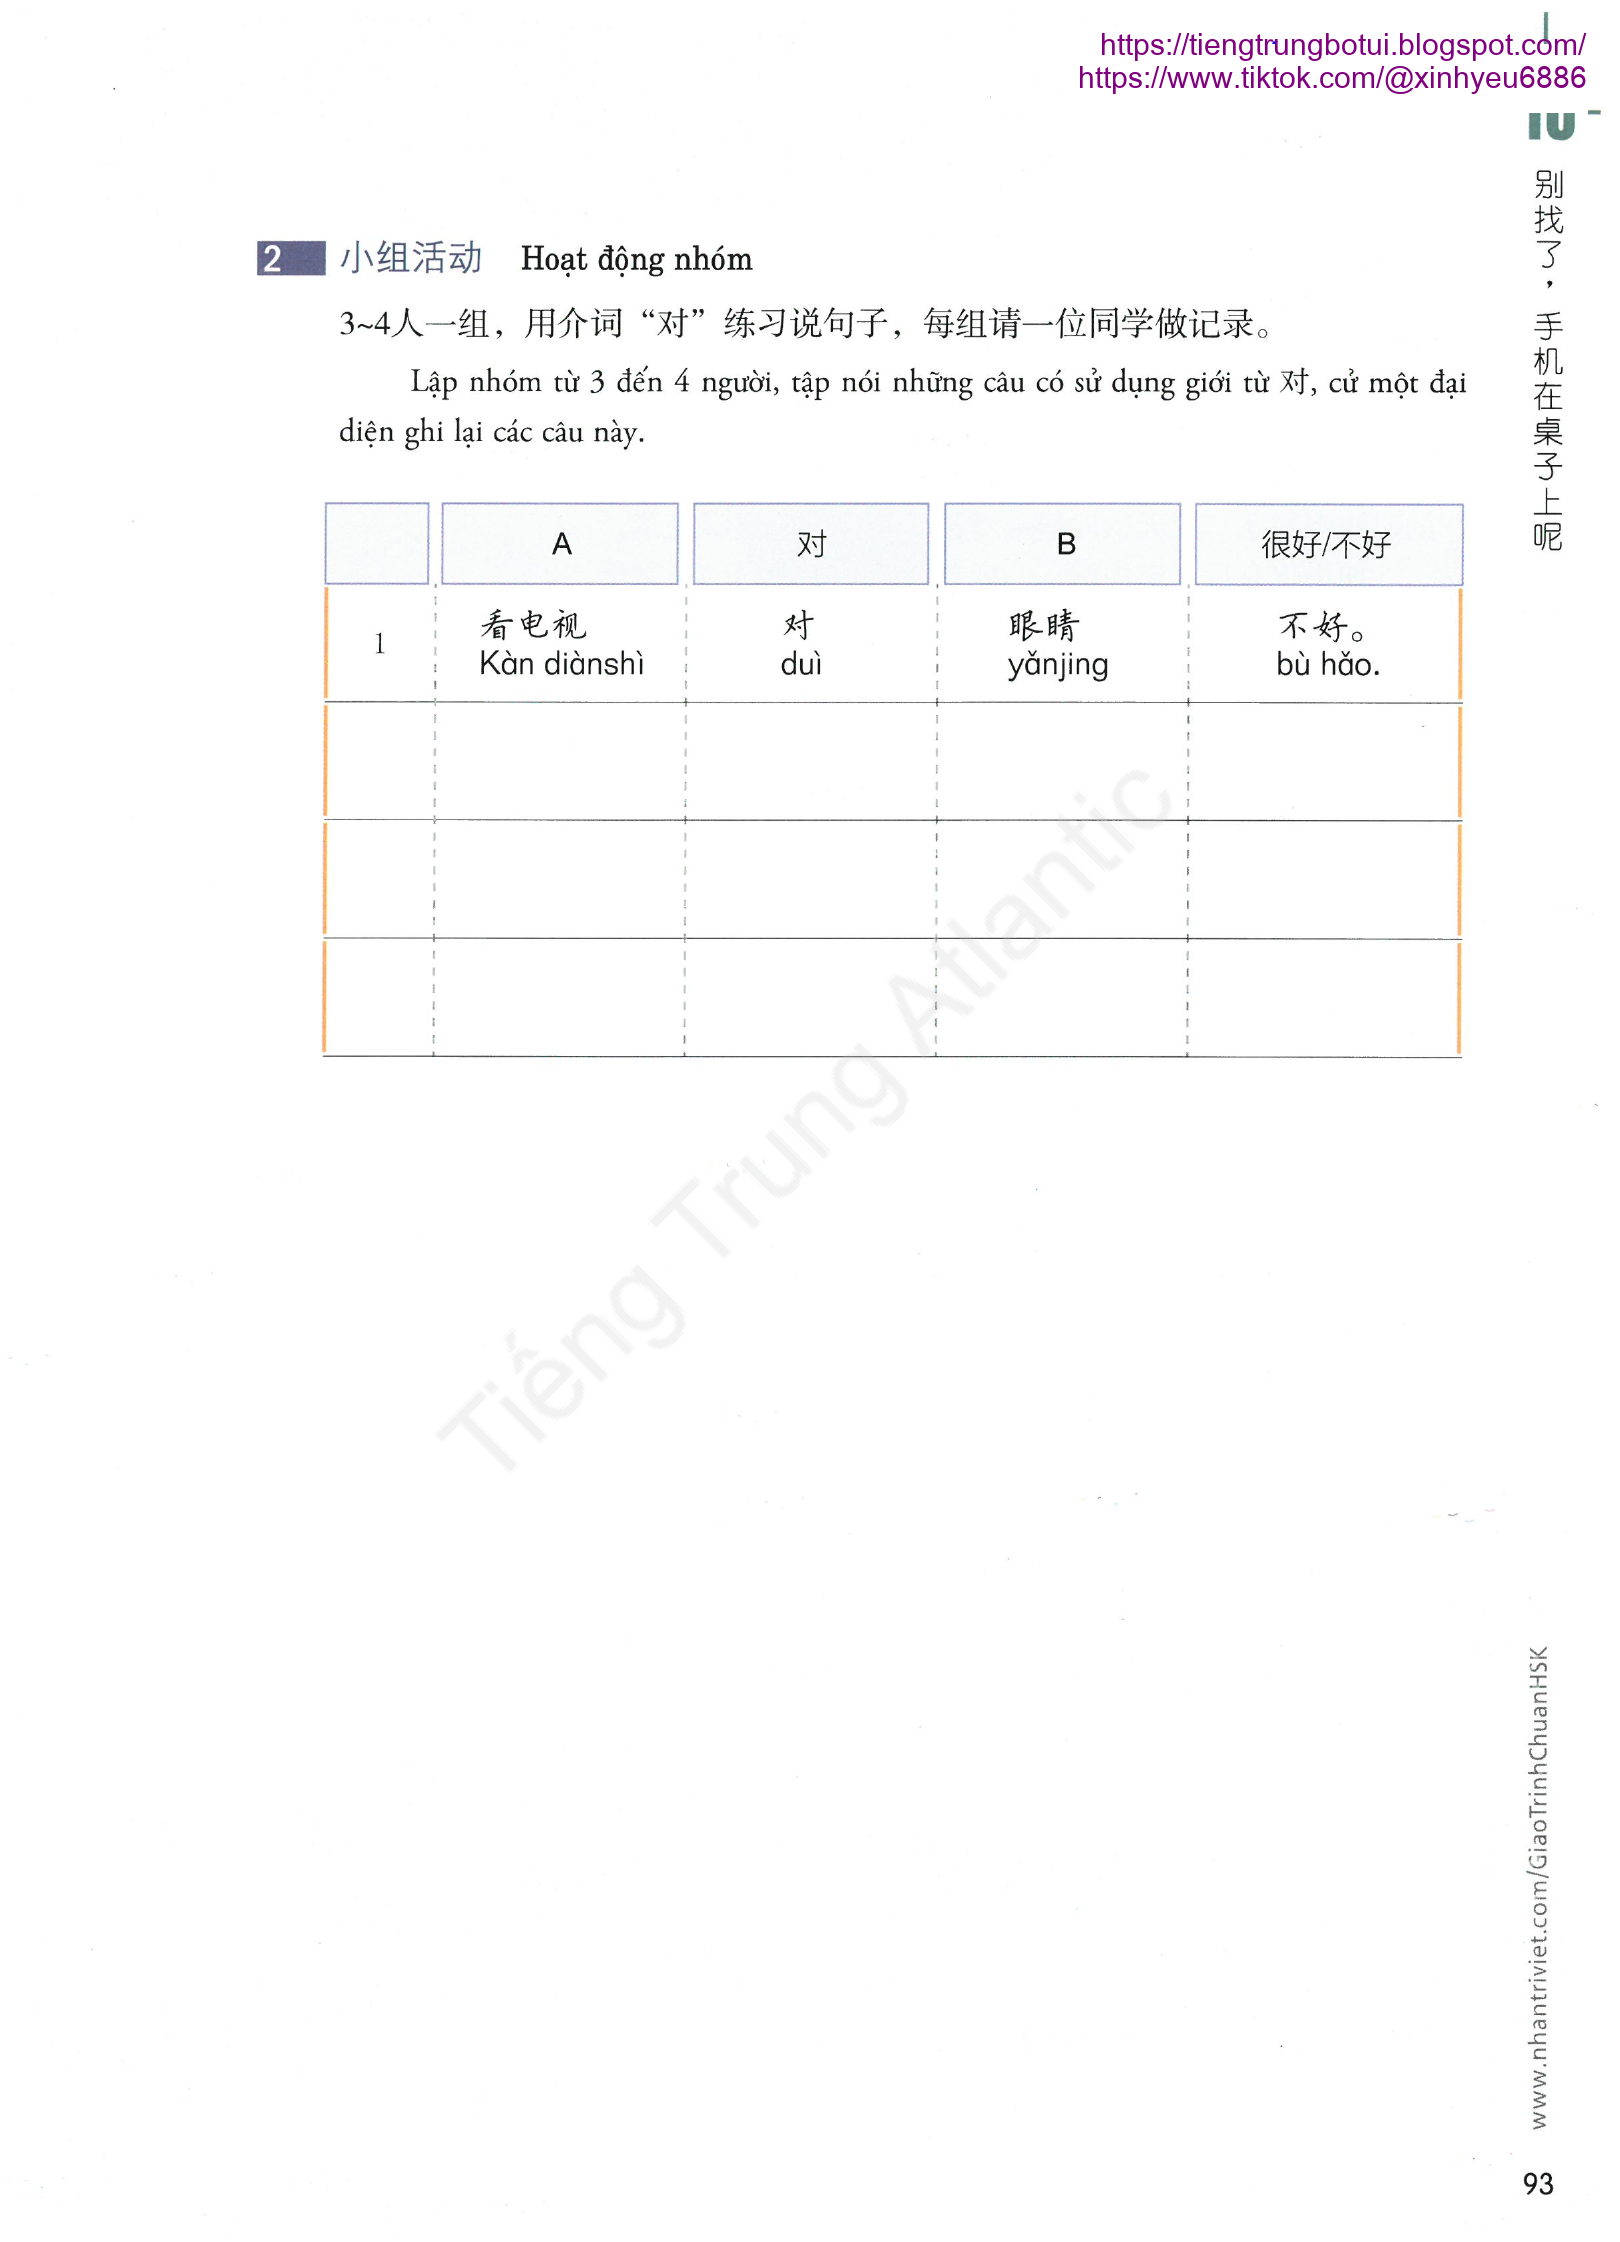 https://tiengtrungbotui.blogspot.com/
https://www.tiktok.com/@xinhyeu6886
10
别找了，手机在桌子上呢
2 小组活动 Hoạt động nhóm
3~4人一组，用介词“对”练习说句子，每组请一位同学做记录。
Lập nhóm từ 3 đến 4 người, tập nói những câu có sử dụng giới từ 对, cử một đại
diện ghi lại các câu này.
A 对 B 很好/不好
1 看电视 对 眼睛 不好。
Kàn diànshì duì yǎnjing bù hǎo.
Tiếng Trung Atlantic
www.nhantriviet.com/GiaoTrinhChuanHSK
93